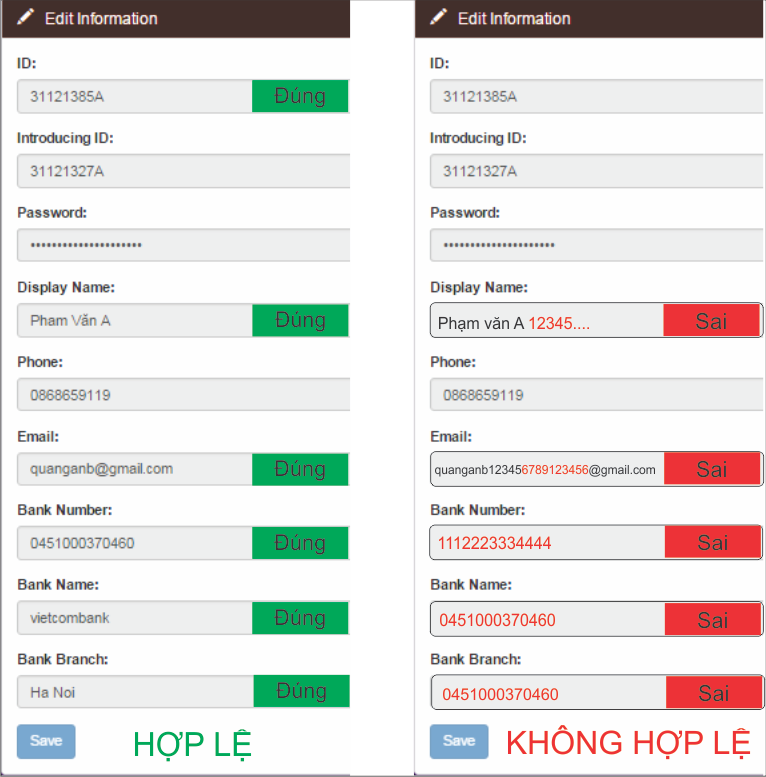 Edit Information
ID:
31121385A Đúng
Introducing ID:
31121327A
Password:
•••••••••••••••••••••
Display Name:
Pham Văn A Đúng
Phone:
0868659119
Email:
quanganb@gmail.com Đúng
Bank Number:
0451000370460 Đúng
Bank Name:
vietcombank Đúng
Bank Branch:
Ha Noi Đúng
Save HỢP LỆ
Edit Information
ID:
31121385A
Introducing ID:
31121327A
Password:
•••••••••••••••••••••
Display Name:
Phạm văn A 12345.... Sai
Phone:
0868659119
Email:
quanganb123456789123456@gmail.com Sai
Bank Number:
1112223334444 Sai
Bank Name:
0451000370460 Sai
Bank Branch:
0451000370460 Sai
Save KHÔNG HỢP LỆ